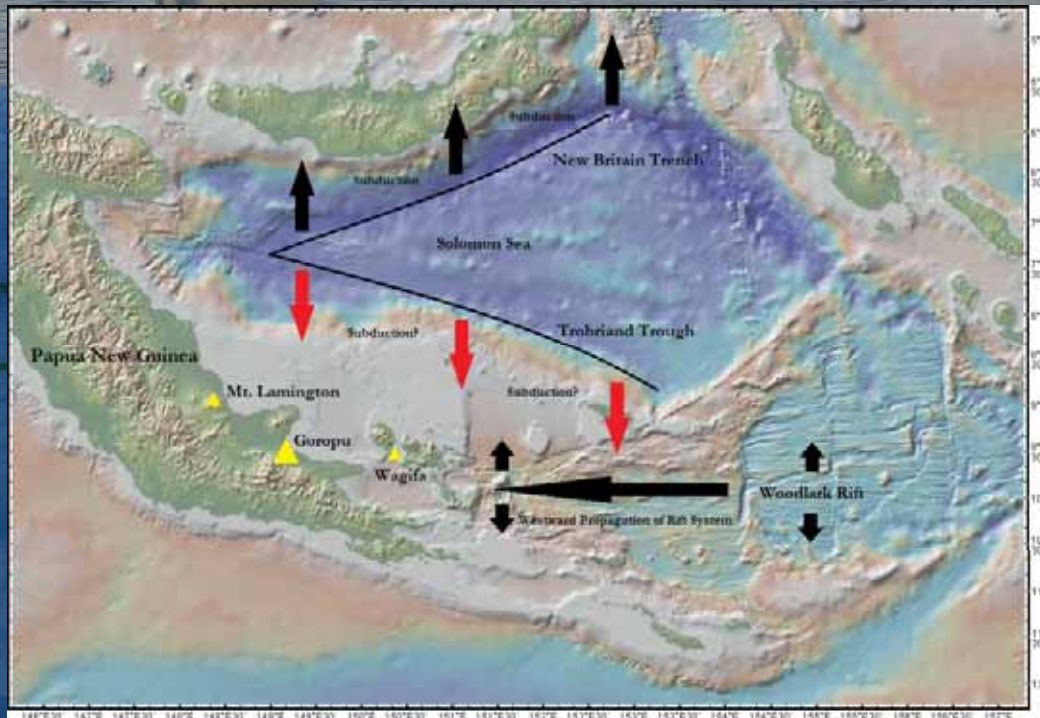 Subduction
New Britain Trench
Subduction
Solomon Sea
Subduction?
Trobriand Trough
Papua New Guinea
Mt. Lamington
Subduction?
Goropu
Wagifa
Woodlark Rift
Westward Propagation of Rift System